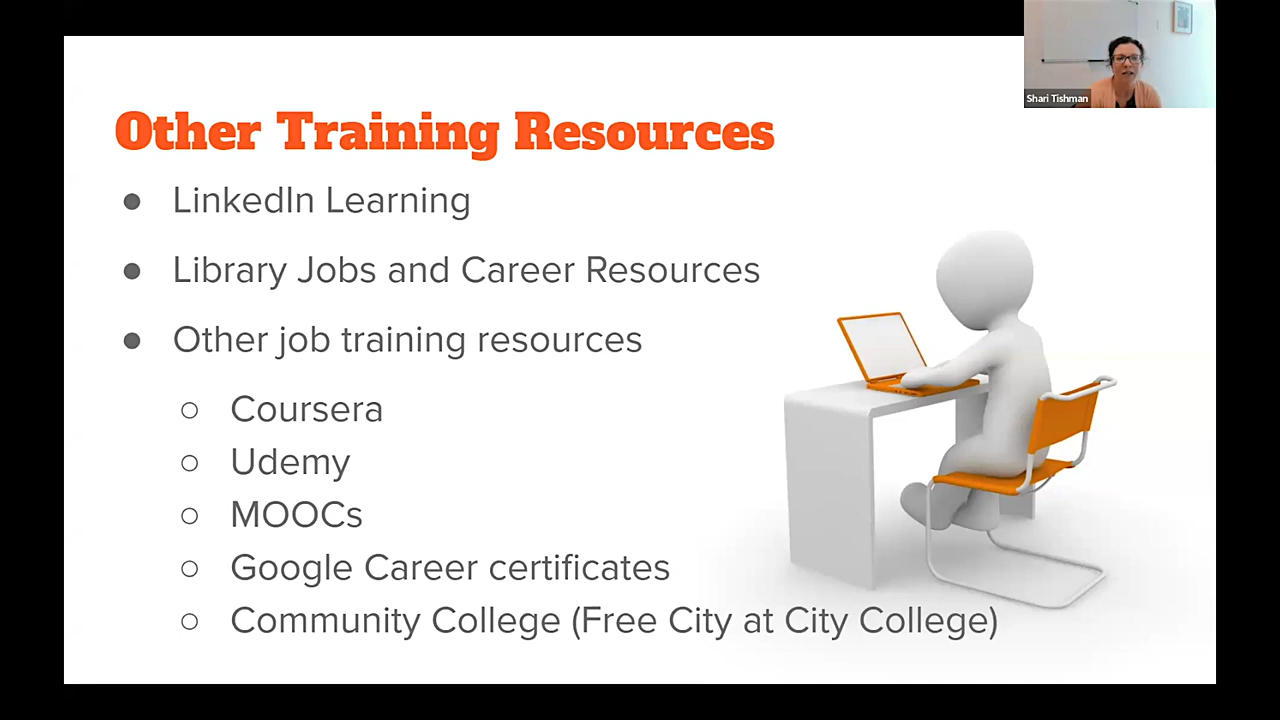 Shari Tishman
Other Training Resources
● LinkedIn Learning
● Library Jobs and Career Resources
● Other job training resources
○ Coursera
○ Udemy
○ MOOCs
○ Google Career certificates
○ Community College (Free City at City College)